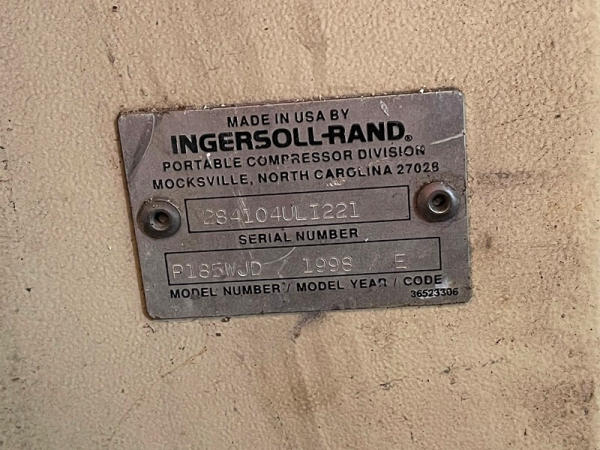 MADE IN USA BY
INGERSOLL-RAND®
PORTABLE COMPRESSOR DIVISION
MOCKSVILLE, NORTH CAROLINA 27028
284104ULI221
SERIAL NUMBER
P185WJD / 1998 / E
MODEL NUMBER / MODEL YEAR / CODE
36523306